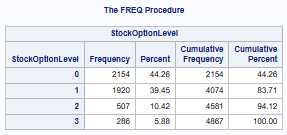 The FREQ Procedure
StockOptionLevel
StockOptionLevel Frequency Percent Cumulative Frequency Cumulative Percent
0 2154 44.26 2154 44.26
1 1920 39.45 4074 83.71
2 507 10.42 4581 94.12
3 286 5.88 4867 100.00